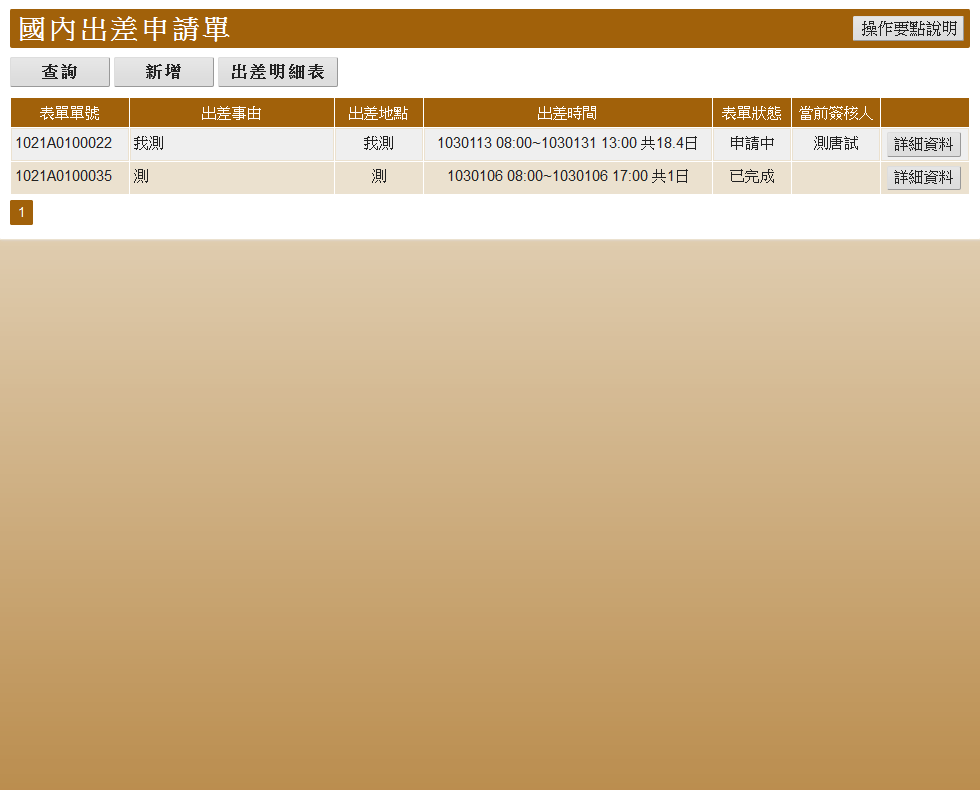 國內出差申請單 操作要點說明
查詢 新增 出差明細表
表單單號 出差事由 出差地點 出差時間 表單狀態 當前簽核人
1021A0100022 我測 我測 1030113 08:00~1030131 13:00 共18.4日 申請中 測唐試 詳細資料
1021A0100035 測 測 1030106 08:00~1030106 17:00 共1日 已完成 詳細資料
1